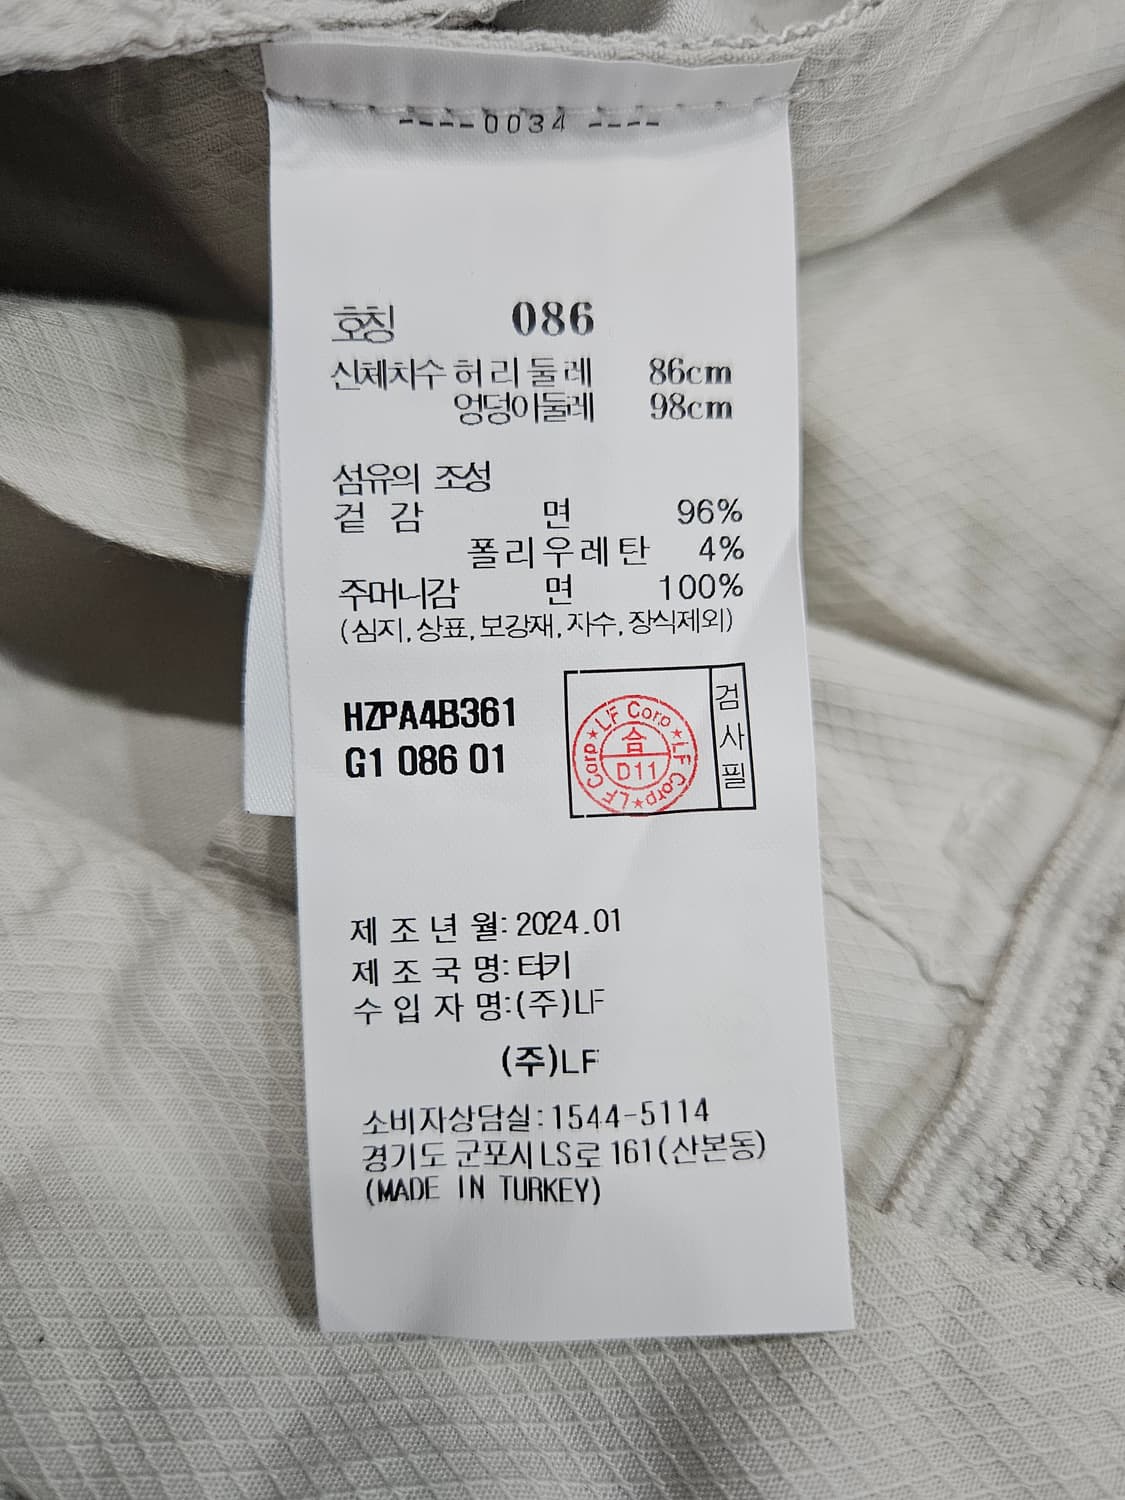 ----0034----
호칭 086
신체치수 허리둘레 86cm
엉덩이둘레 98cm
섬유의 조성
겉 감 면 96%
폴리우레탄 4%
주머니감 면 100%
(심지,상표,보강재,자수,장식제외)
HZPA4B361
G1 086 01
LF Corp★LF Corp★LF Corp★
合
D11
검사필
제 조 년 월: 2024.01
제 조 국 명: 터키
수 입 자 명:(주)LF
(주)LF
소비자상담실:1544-5114
경기도 군포시 LS로 161(산본동)
(MADE IN TURKEY)